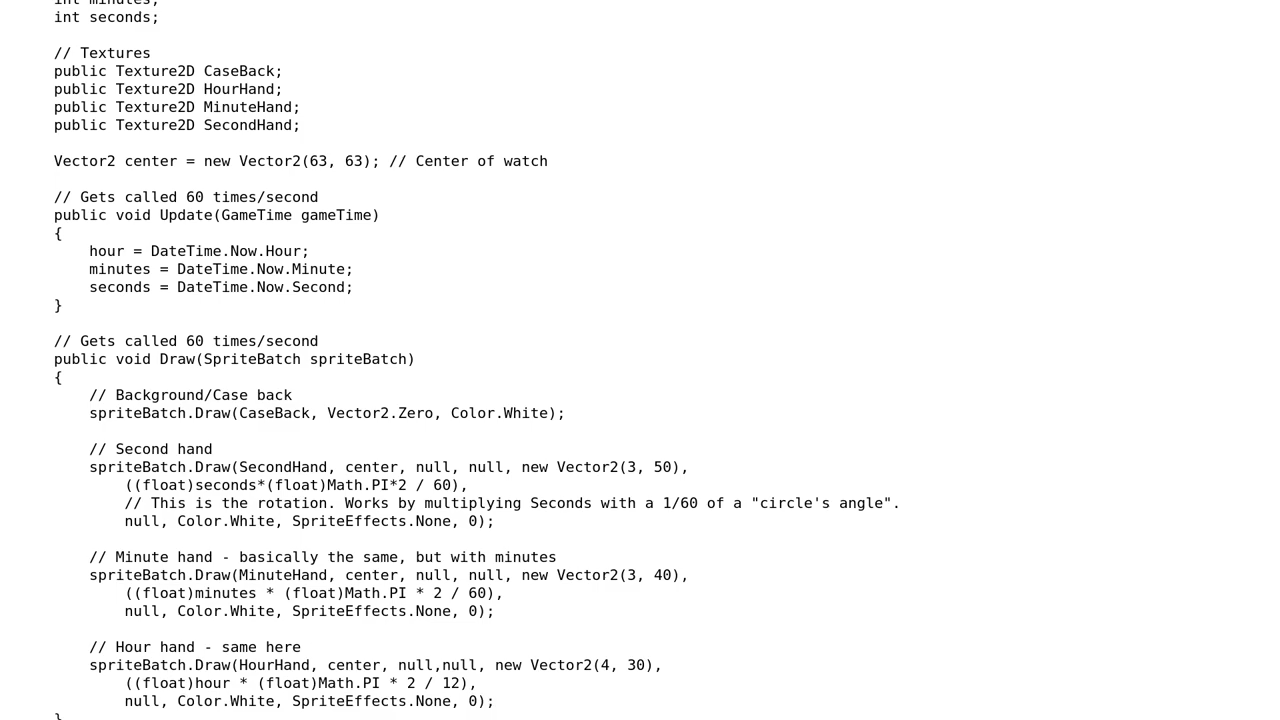 int minutes;
int seconds;
// Textures
public Texture2D CaseBack;
public Texture2D HourHand;
public Texture2D MinuteHand;
public Texture2D SecondHand;
Vector2 center = new Vector2(63, 63); // Center of watch
// Gets called 60 times/second
public void Update(GameTime gameTime)
{
hour = DateTime.Now.Hour;
minutes = DateTime.Now.Minute;
seconds = DateTime.Now.Second;
}
// Gets called 60 times/second
public void Draw(SpriteBatch spriteBatch)
{
// Background/Case back
spriteBatch.Draw(CaseBack, Vector2.Zero, Color.White);
// Second hand
spriteBatch.Draw(SecondHand, center, null, null, new Vector2(3, 50),
((float)seconds*(float)Math.PI*2 / 60),
// This is the rotation. Works by multiplying Seconds with a 1/60 of a "circle's angle".
null, Color.White, SpriteEffects.None, 0);
// Minute hand - basically the same, but with minutes
spriteBatch.Draw(MinuteHand, center, null, null, new Vector2(3, 40),
((float)minutes * (float)Math.PI * 2 / 60),
null, Color.White, SpriteEffects.None, 0);
// Hour hand - same here
spriteBatch.Draw(HourHand, center, null,null, new Vector2(4, 30),
((float)hour * (float)Math.PI * 2 / 12),
null, Color.White, SpriteEffects.None, 0);
}